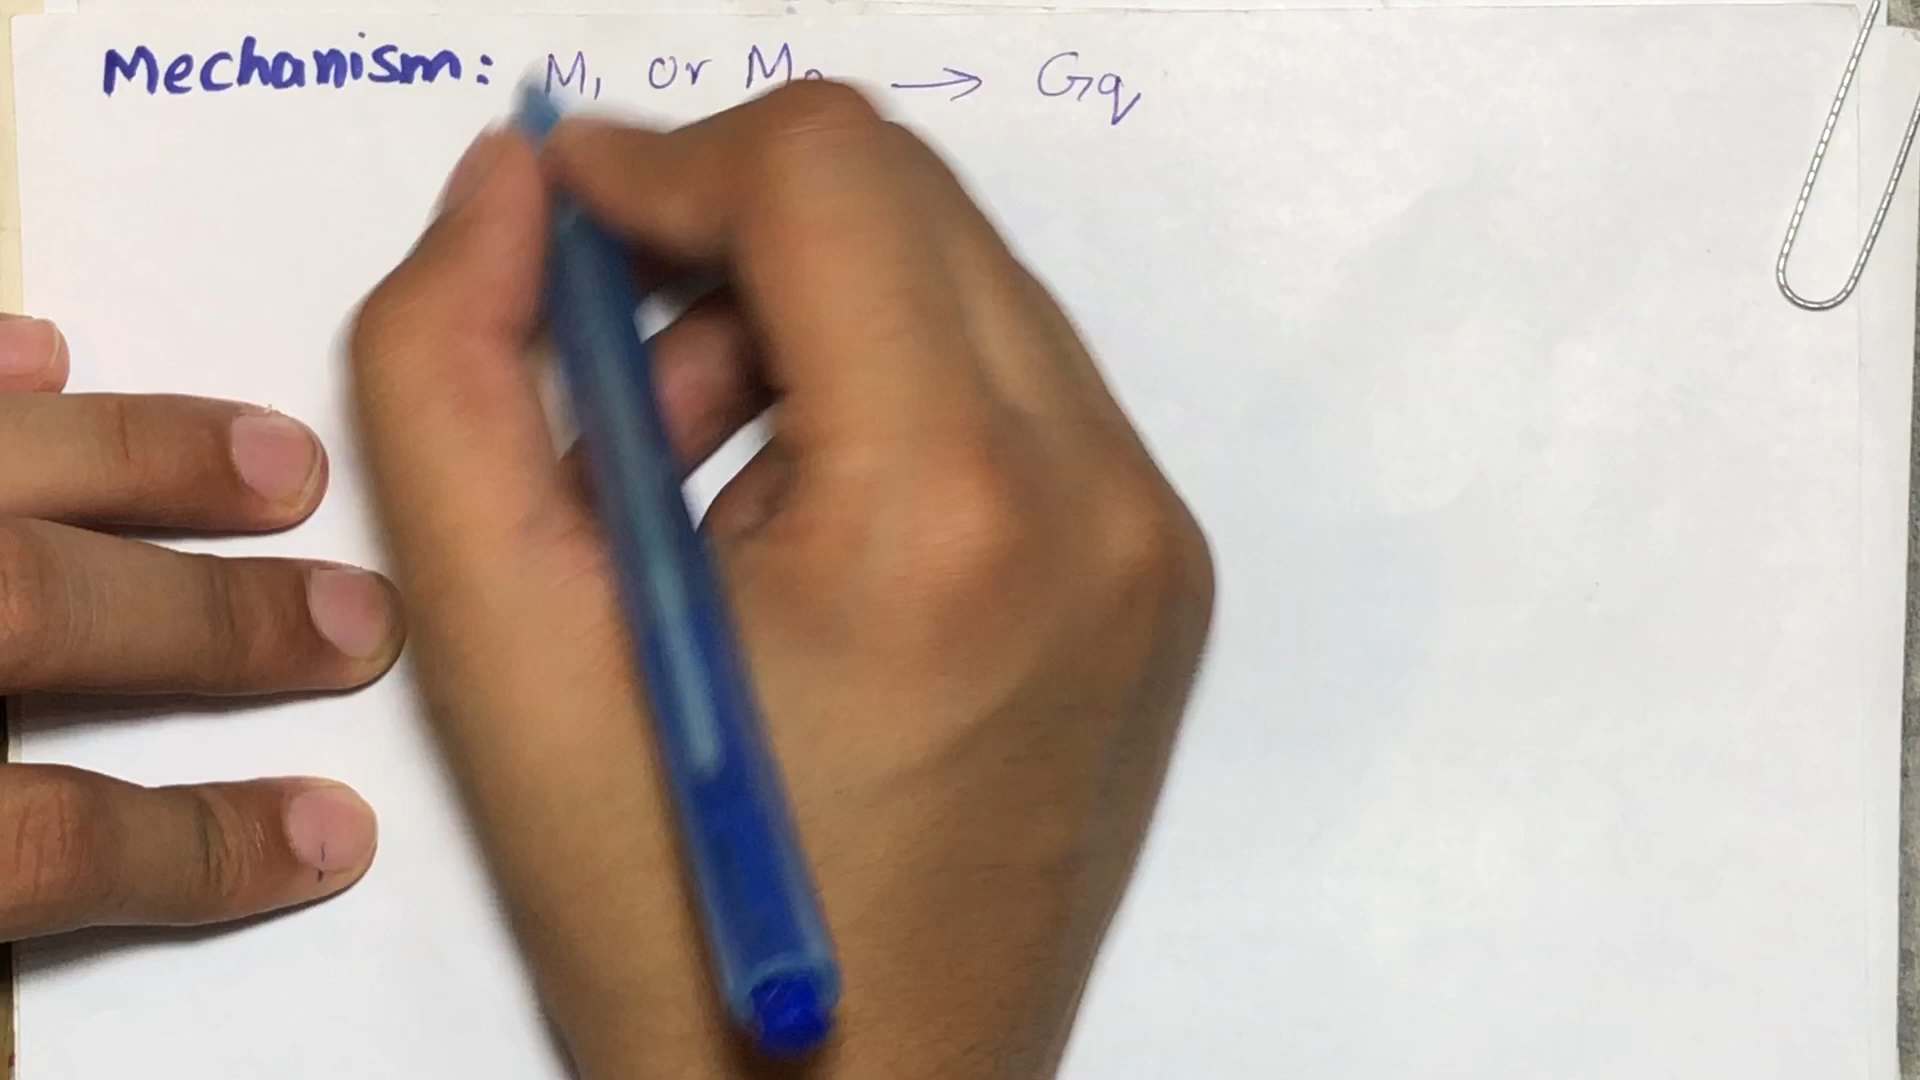 Mechanism: M₁ or M → Gq